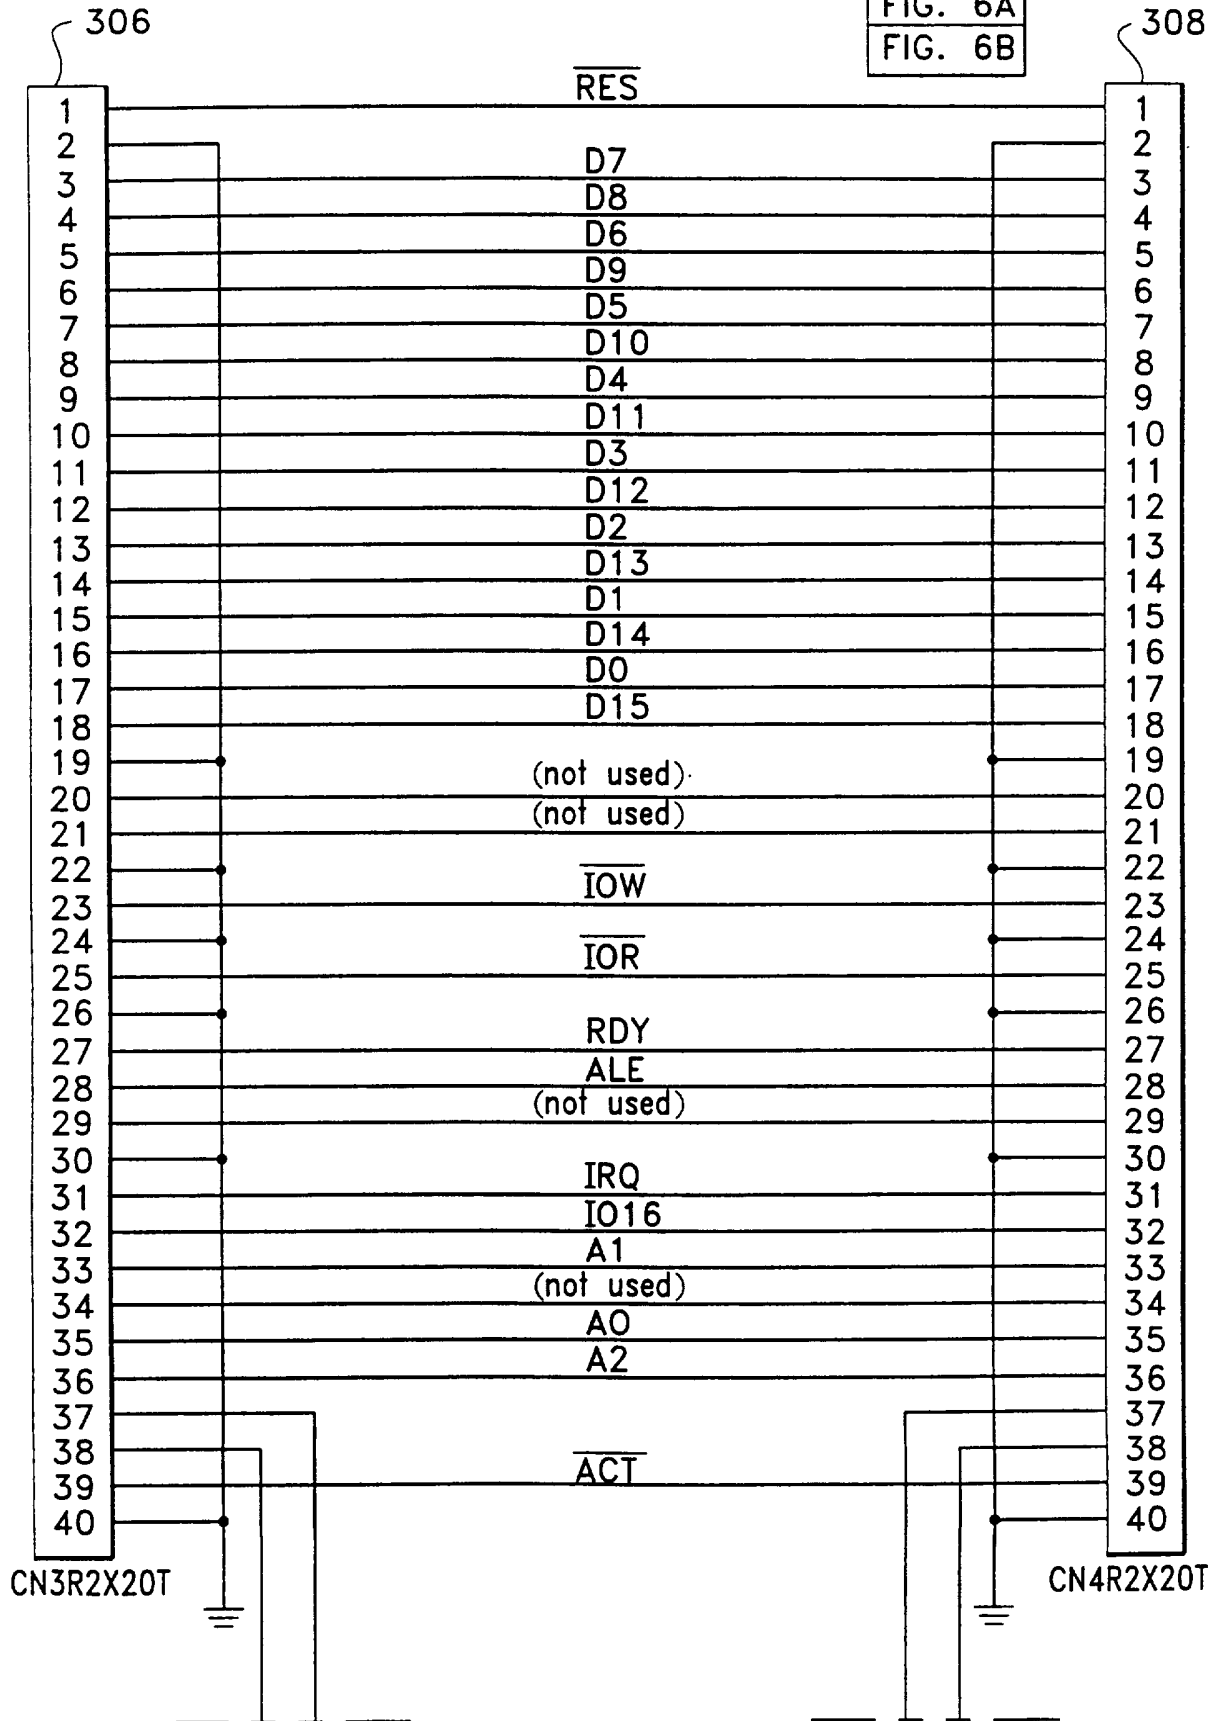 306
FIG. 6A
FIG. 6B
308
RES
1 1
2 2
D7
3 3
D8
4 4
D6
5 5
D9
6 6
D5
7 7
D10
8 8
D4
9 9
D11
10 10
D3
11 11
D12
12 12
D2
13 13
D13
14 14
D1
15 15
D14
16 16
D0
17 17
D15
18 18
19 19
(not used)
20 20
(not used)
21 21
22 22
IOW
23 23
24 24
IOR
25 25
26 26
RDY
27 27
ALE
28 28
(not used)
29 29
30 30
IRQ
31 31
IO16
32 32
A1
33 33
(not used)
34 34
A0
35 35
A2
36 36
37 37
38 38
ACT
39 39
40 40
CN3R2X20T
CN4R2X20T